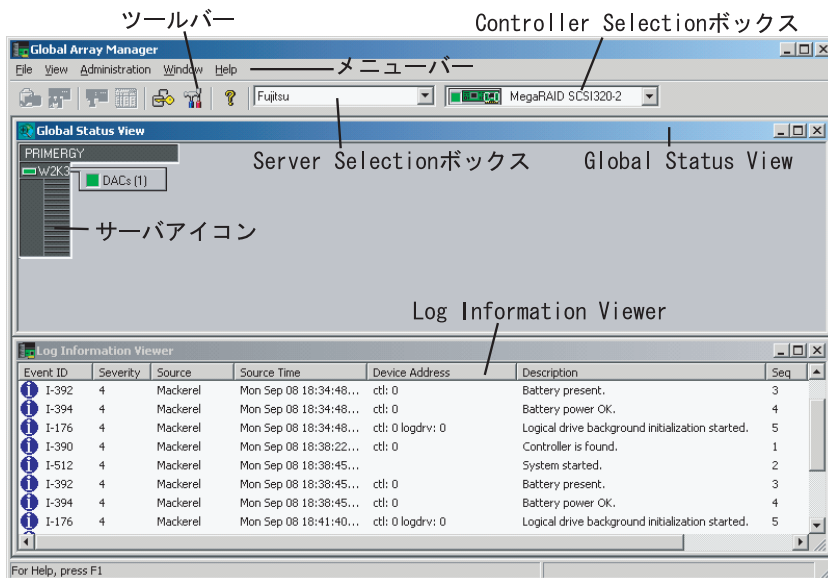 ツールバー
Controller Selectionボックス
Global Array Manager
File View Administration Window Help
メニューバー
Fujitsu
MegaRAID SCSI320-2
Global Status View
PRIMERGY
W2K3
DACs (1)
Server Selectionボックス
Global Status View
サーバアイコン
Log Information Viewer
Log Information Viewer
Event ID Severity Source Source Time Device Address Description Seq
I-392 4 Mackerel Mon Sep 08 18:34:48... ctl: 0 Battery present. 3
I-394 4 Mackerel Mon Sep 08 18:34:48... ctl: 0 Battery power OK. 4
I-176 4 Mackerel Mon Sep 08 18:34:48... ctl: 0 logdrv: 0 Logical drive background initialization started. 5
I-390 4 Mackerel Mon Sep 08 18:38:22... ctl: 0 Controller is found. 1
I-512 4 Mackerel Mon Sep 08 18:38:45... System started. 2
I-392 4 Mackerel Mon Sep 08 18:38:45... ctl: 0 Battery present. 3
I-394 4 Mackerel Mon Sep 08 18:38:45... ctl: 0 Battery power OK. 4
I-176 4 Mackerel Mon Sep 08 18:41:40... ctl: 0 logdrv: 0 Logical drive background initialization started. 5
For Help, press F1